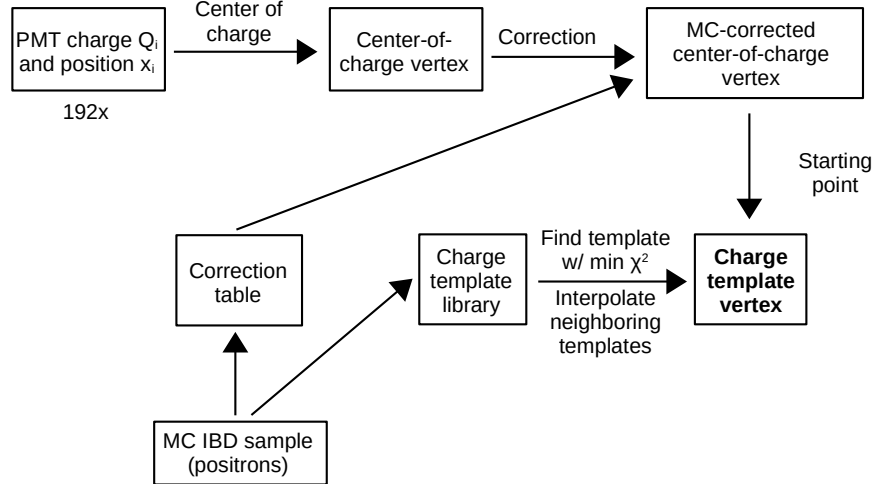 PMT charge Qᵢ
and position xᵢ
192x
Center of
charge
Center-of-
charge vertex
Correction
MC-corrected
center-of-charge
vertex
Starting
point
Correction
table
Charge
template
library
Find template
w/ min χ²
Interpolate
neighboring
templates
Charge
template
vertex
MC IBD sample
(positrons)